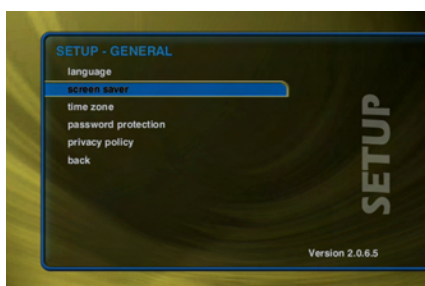 SETUP - GENERAL
language
screen saver
time zone
password protection
privacy policy
back
SETUP
Version 2.0.6.5